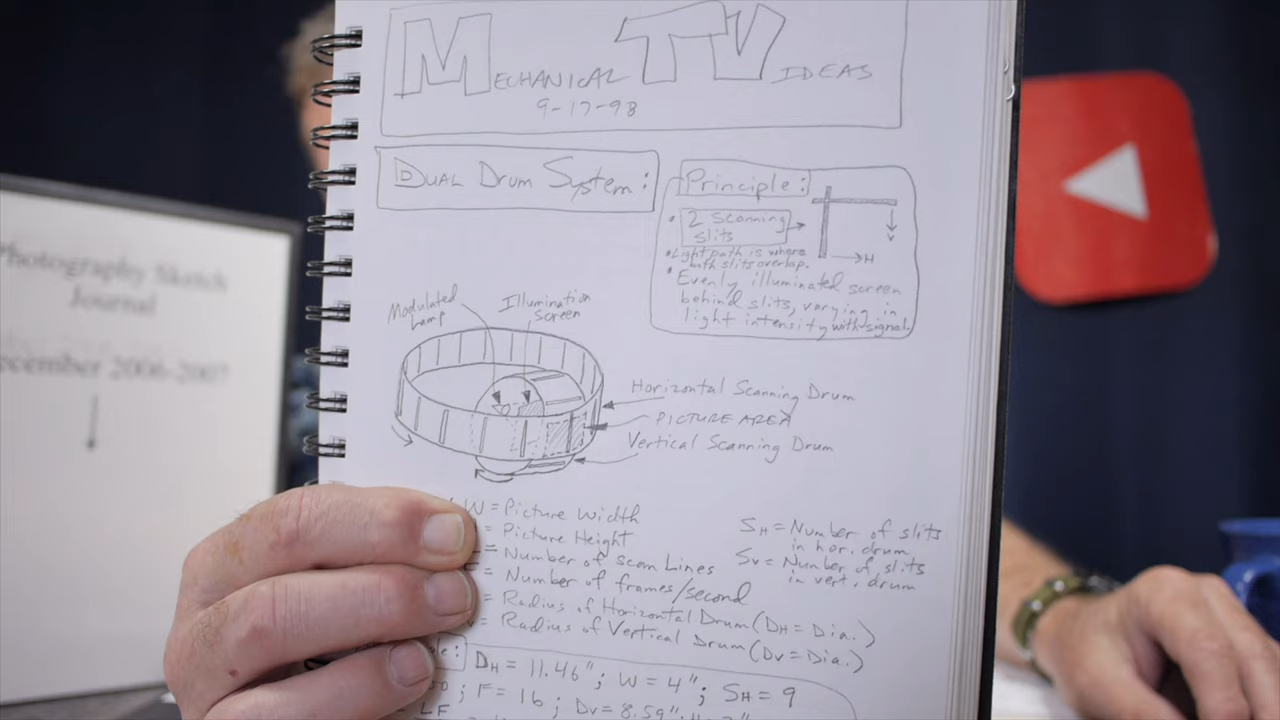 MECHANICAL TV IDEAS
9-17-98
DUAL DRUM SYSTEM:
Principle:
• 2 scanning
slits
• Light path is where
both slits overlap.
• Evenly illuminated screen
behind slits, varying in
light intensity with signal.
V
H
Modulated
Lamp
Illumination
Screen
Horizontal Scanning Drum
PICTURE AREA
Vertical Scanning Drum
W = Picture Width
= Picture Height
= Number of scan Lines
= Number of frames/second
= Radius of Horizontal Drum (DH = Dia.)
= Radius of Vertical Drum (Dv = Dia.)
SH = Number of slits
in hor. drum
Sv = Number of slits
in vert. drum
DH = 11.46"; W = 4"; SH = 9
; F = 16; Dv = 8.59";
LF
Photography Sketch
Journal
2006-2007